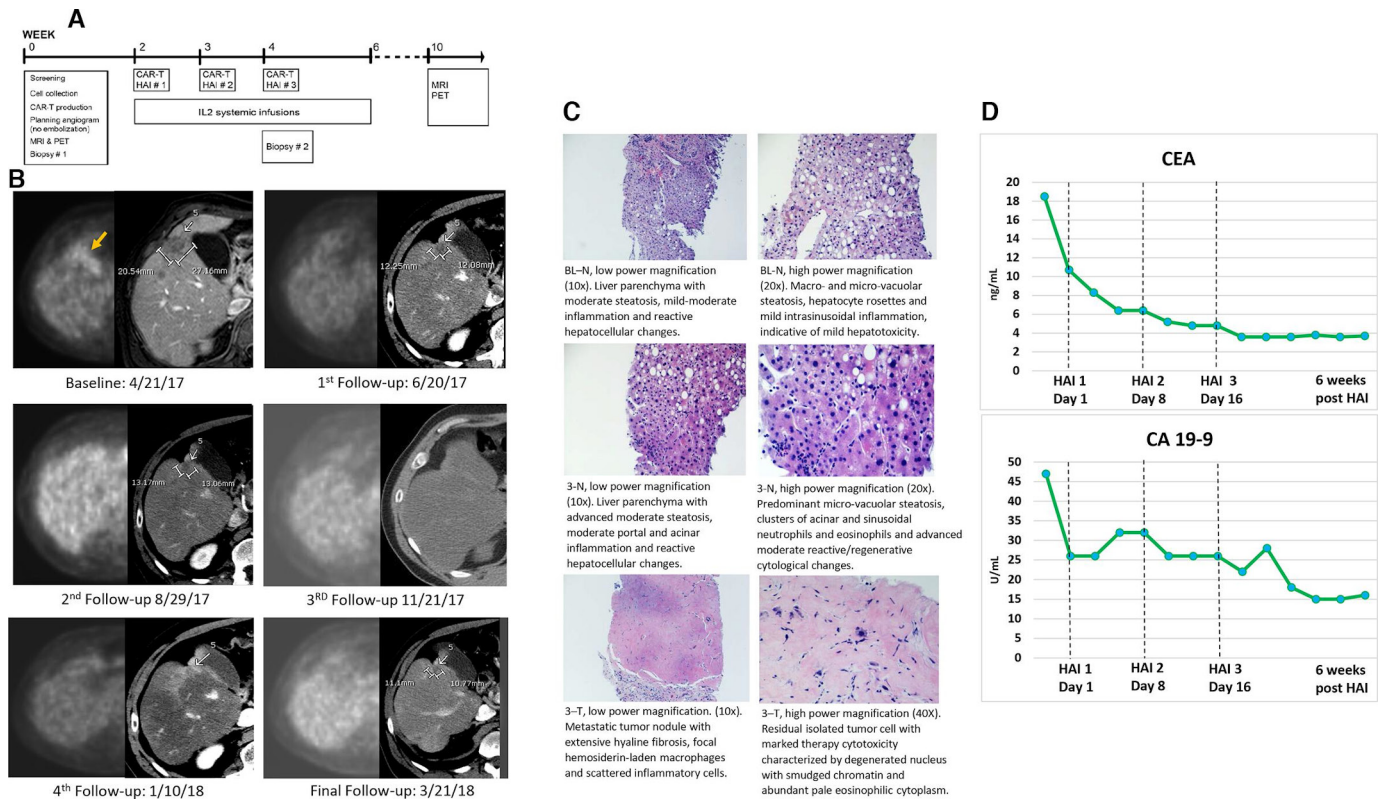 A
WEEK
0 2 3 4 6 10
Screening
Cell collection
CAR-T production
Planning angiogram
(no embolization)
MRI & PET
Biopsy # 1
CAR-T
HAI # 1
CAR-T
HAI # 2
CAR-T
HAI # 3
IL2 systemic infusions
Biopsy # 2
MRI
PET
B
5
20.54mm
27.16mm
Baseline: 4/21/17
5
12.25mm
12.08mm
1st Follow-up: 6/20/17
5
13.17mm
13.06mm
2nd Follow-up 8/29/17
3RD Follow-up 11/21/17
5
4th Follow-up: 1/10/18
5
11.1mm
10.77mm
Final Follow-up: 3/21/18
C
BL–N, low power magnification
(10x). Liver parenchyma with
moderate steatosis, mild-moderate
inflammation and reactive
hepatocellular changes.
BL-N, high power magnification
(20x). Macro- and micro-vacuolar
steatosis, hepatocyte rosettes and
mild intrasinusoidal inflammation,
indicative of mild hepatotoxicity.
3-N, low power magnification
(10x). Liver parenchyma with
advanced moderate steatosis,
moderate portal and acinar
inflammation and reactive
hepatocellular changes.
3-N, high power magnification (20x).
Predominant micro-vacuolar steatosis,
clusters of acinar and sinusoidal
neutrophils and eosinophils and advanced
moderate reactive/regenerative
cytological changes.
3–T, low power magnification. (10x).
Metastatic tumor nodule with
extensive hyaline fibrosis, focal
hemosiderin-laden macrophages
and scattered inflammatory cells.
3–T, high power magnification (40X).
Residual isolated tumor cell with
marked therapy cytotoxicity
characterized by degenerated nucleus
with smudged chromatin and
abundant pale eosinophilic cytoplasm.
D
CEA
ng/mL
20
18
16
14
12
10
8
6
4
2
0
HAI 1
Day 1
HAI 2
Day 8
HAI 3
Day 16
6 weeks
post HAI
CA 19-9
U/mL
50
45
40
35
30
25
20
15
10
5
0
HAI 1
Day 1
HAI 2
Day 8
HAI 3
Day 16
6 weeks
post HAI